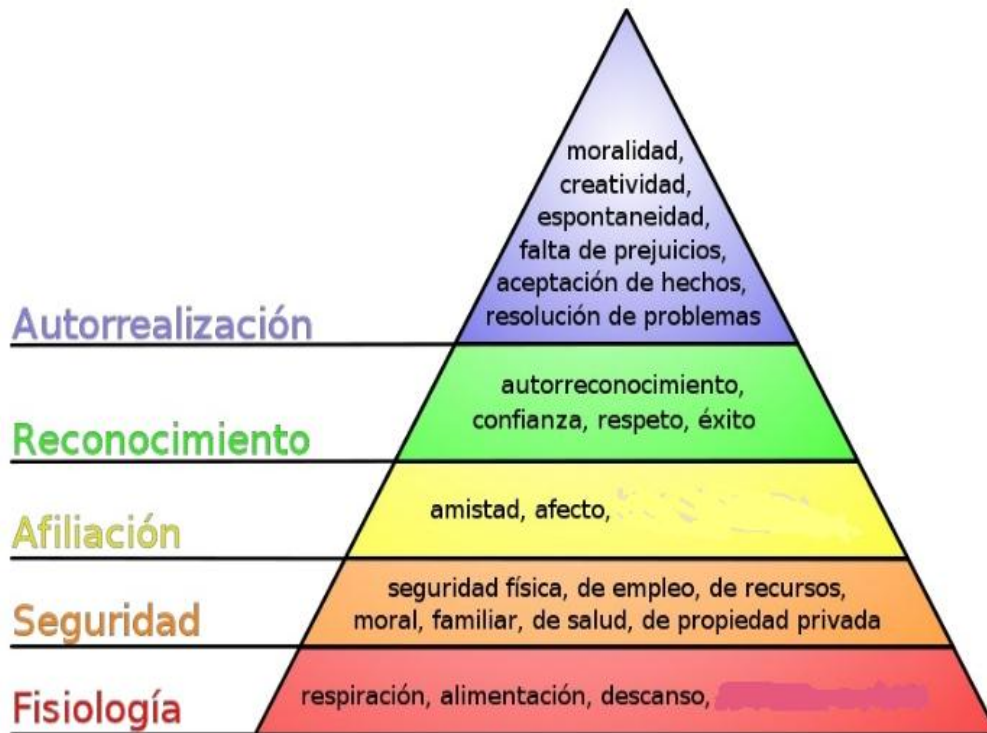 moralidad,
creatividad,
espontaneidad,
falta de prejuicios,
aceptación de hechos,
resolución de problemas
Autorrealización
autorreconocimiento,
confianza, respeto, éxito
Reconocimiento
amistad, afecto,
Afiliación
seguridad física, de empleo, de recursos,
moral, familiar, de salud, de propiedad privada
Seguridad
respiración, alimentación, descanso,
Fisiología